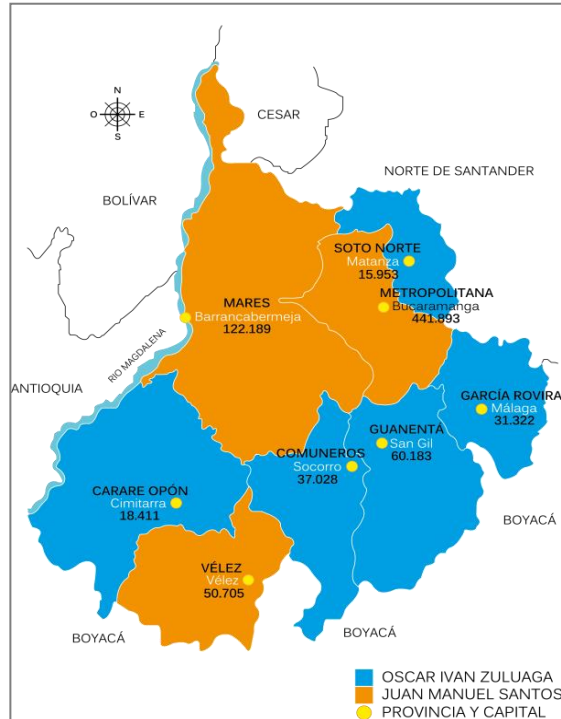 N
O E
S
CESAR
NORTE DE SANTANDER
BOLÍVAR
SOTO NORTE
Matanza
15.953
METROPOLITANA
Bucaramanga
441.893
MARES
Barrancabermeja
122.189
RIO MAGDALENA
ANTIOQUIA
GARCÍA ROVIRA
Málaga
31.322
GUANENTÁ
San Gil
60.183
COMUNEROS
Socorro
37.028
CARARE OPÓN
Cimitarra
18.411
BOYACÁ
VÉLEZ
Vélez
50.705
BOYACÁ
BOYACÁ
OSCAR IVAN ZULUAGA
JUAN MANUEL SANTOS
PROVINCIA Y CAPITAL